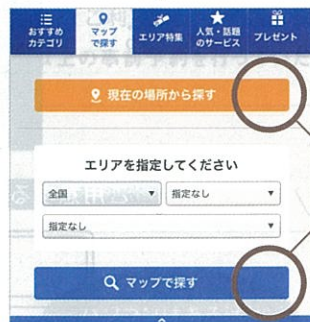 おすすめ
カテゴリ
マップ
で探す
エリア特集
人気・話題
のサービス
プレゼント
現在の場所から探す
エリアを指定してください
全国
指定なし
指定なし
マップで探す